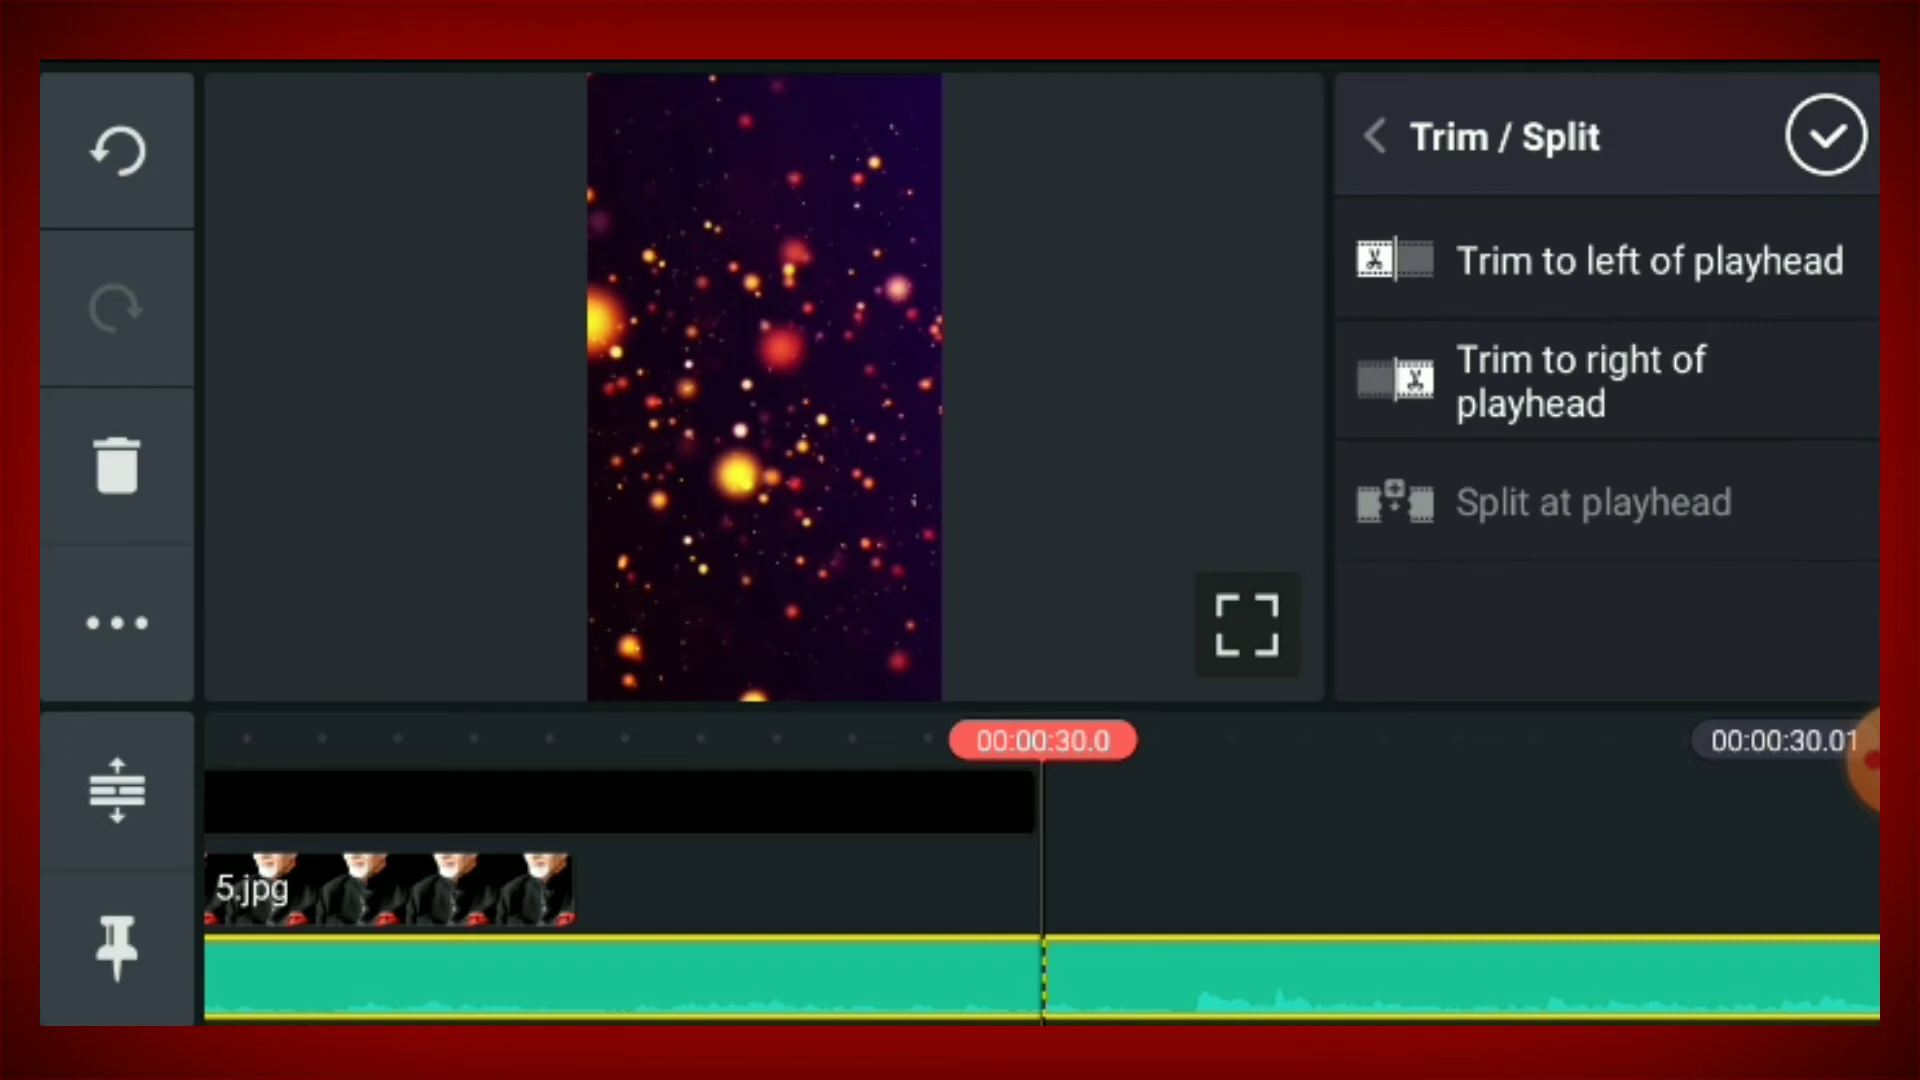 Trim / Split
Trim to left of playhead
Trim to right of
playhead
Split at playhead
00:00:30.0
00:00:30.01
5.jpg